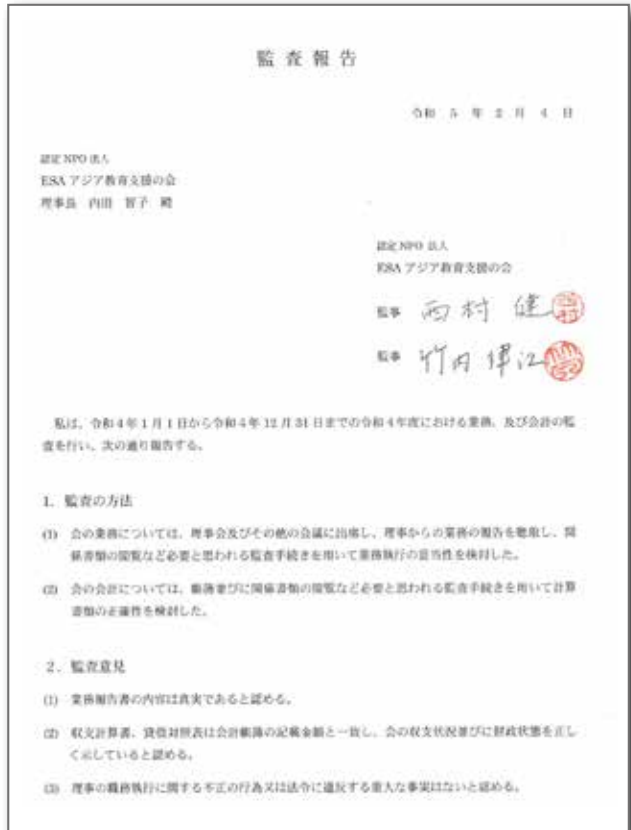 監査報告
令和 5 年 2 月 4 日
認定 NPO 法人
ESA アジア教育支援の会
理事長 内田 智子 殿
認定 NPO 法人
ESA アジア教育支援の会
監事 西村 健
監事 竹内 津江
私は、令和4年1月1日から令和4年12月31日までの令和4年度における業務、及び会計の監
査を行い、次の通り報告する。
1. 監査の方法
(1) 会の業務については、理事会及びその他の会議に出席し、理事からの業務の報告を聴取し、関
係書類の閲覧など必要と思われる監査手続きを用いて業務執行の妥当性を検討した。
(2) 会の会計については、帳簿並びに関係書類の閲覧など必要と思われる監査手続きを用いて計算
書類の正確性を検討した。
2. 監査意見
(1) 業務報告書の内容は真実であると認める。
(2) 収支計算書、貸借対照表は会計帳簿の記載金額と一致し、会の収支状況並びに財政状態を正し
く示していると認める。
(3) 理事の職務執行に関する不正の行為又は法令に違反する重大な事実はないと認める。